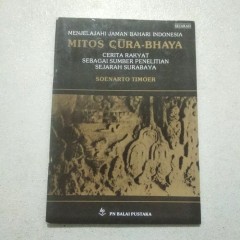 MENJELAJAHI JAMAN BAHARI INDONESIA
MITOS ÇURA-BHAYA
CERITA RAKYAT
SEBAGAI SUMBER PENELITIAN
SEJARAH SURABAYA
SOENARTO TIMOER
PN BALAI PUSTAKA